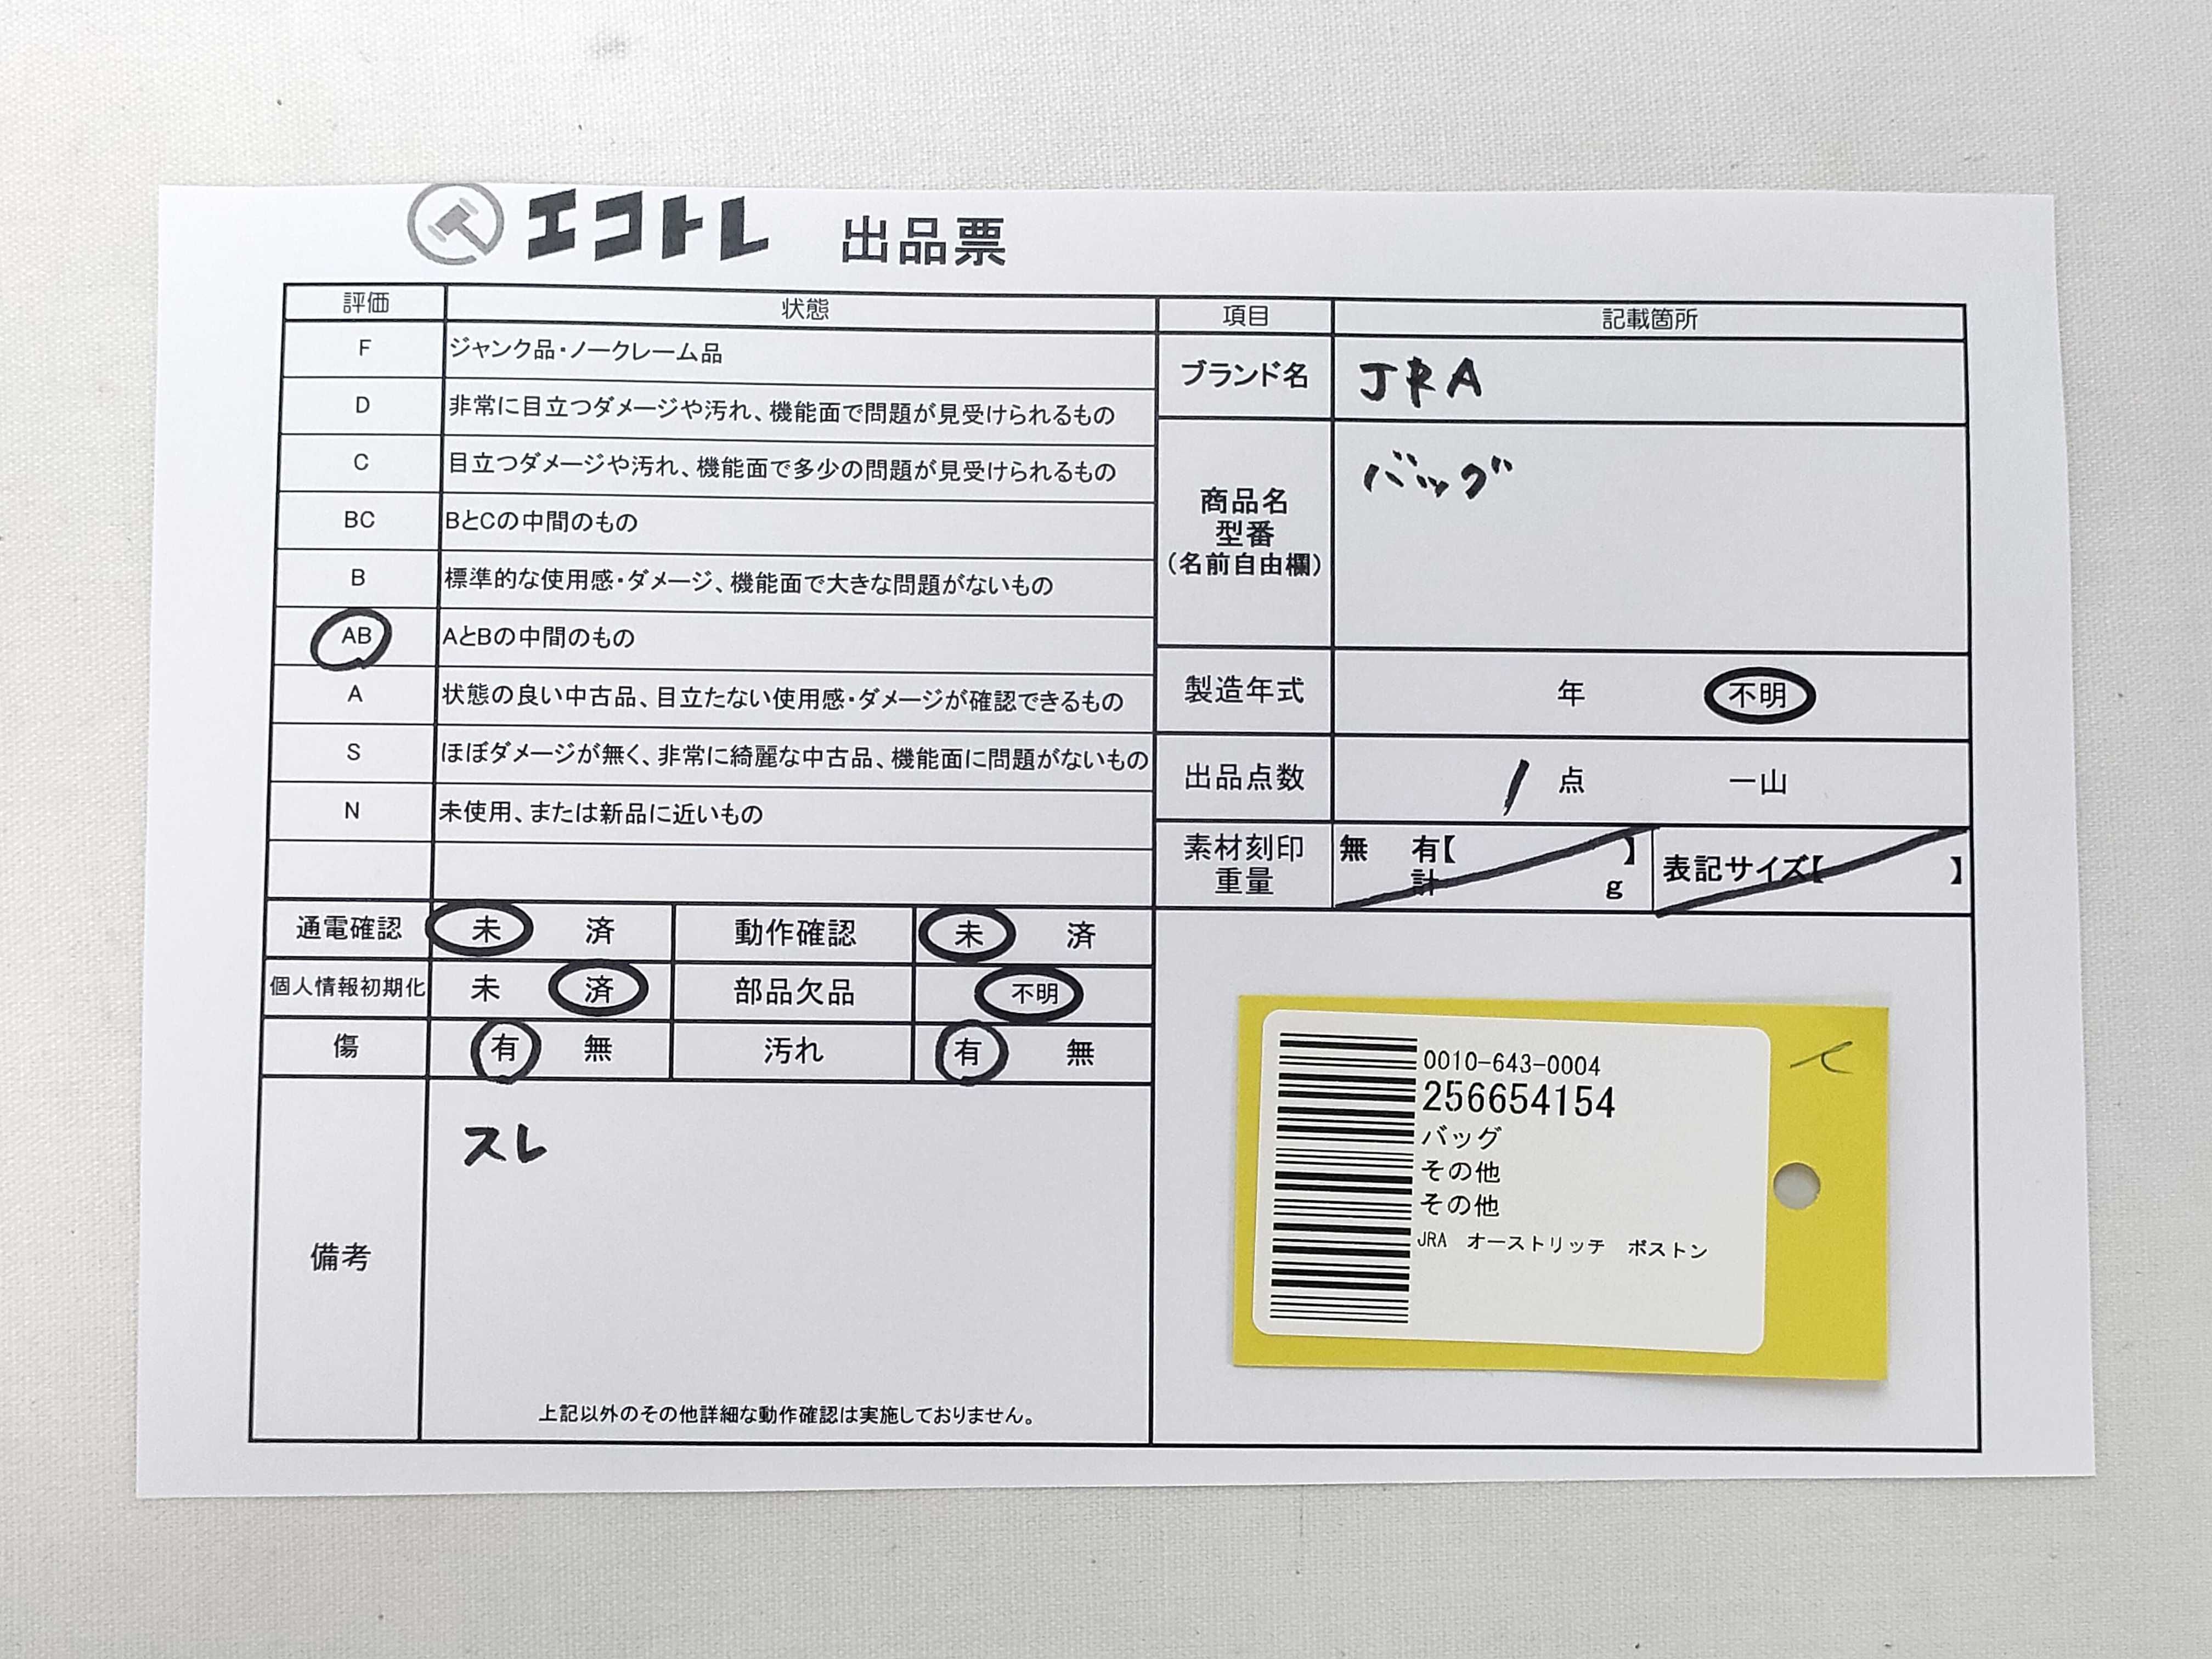 エコトレ 出品票
評価 状態
F ジャンク品・ノークレーム品
D 非常に目立つダメージや汚れ、機能面で問題が見受けられるもの
C 目立つダメージや汚れ、機能面で多少の問題が見受けられるもの
BC BとCの中間のもの
B 標準的な使用感・ダメージ、機能面で大きな問題がないもの
AB AとBの中間のもの
A 状態の良い中古品、目立たない使用感・ダメージが確認できるもの
S ほぼダメージが無く、非常に綺麗な中古品、機能面に問題がないもの
N 未使用、または新品に近いもの
通電確認 未 済 動作確認 未 済
個人情報初期化 未 済 部品欠品 不明
傷 有 無 汚れ 有 無
備考 スレ
上記以外のその他詳細な動作確認は実施しておりません。
項目 記載箇所
ブランド名 JRA
商品名
型番
(名前自由欄)
バッグ
製造年式 年 不明
出品点数 1 点 一山
素材刻印 無 有【 】
重量 計 g
表記サイズ【 】
0010-643-0004
256654154
バッグ
その他
その他
JRA オーストリッチ ボストン